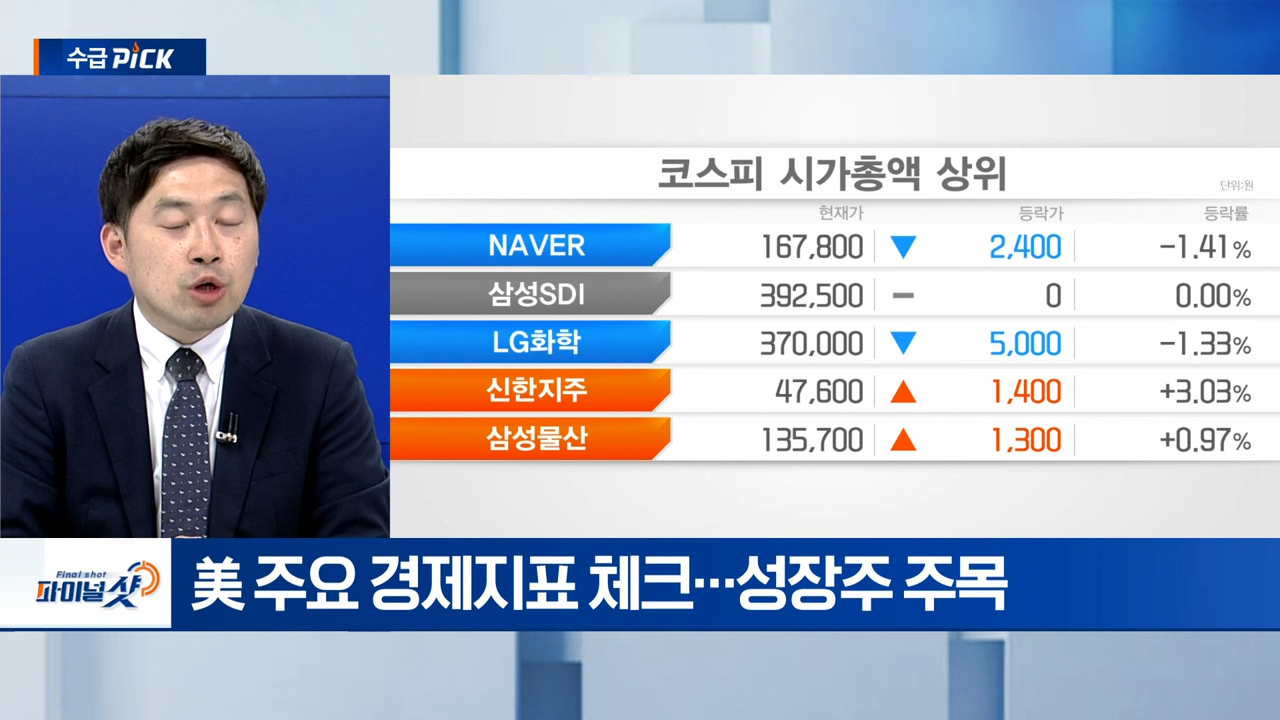 수급 PiCK
코스피 시가총액 상위
단위:원
현재가 등락가 등락률
NAVER 167,800 ▼ 2,400 -1.41%
삼성SDI 392,500 - 0 0.00%
LG화학 370,000 ▼ 5,000 -1.33%
신한지주 47,600 ▲ 1,400 +3.03%
삼성물산 135,700 ▲ 1,300 +0.97%
Final shot
파이널샷
美 주요 경제지표 체크…성장주 주목